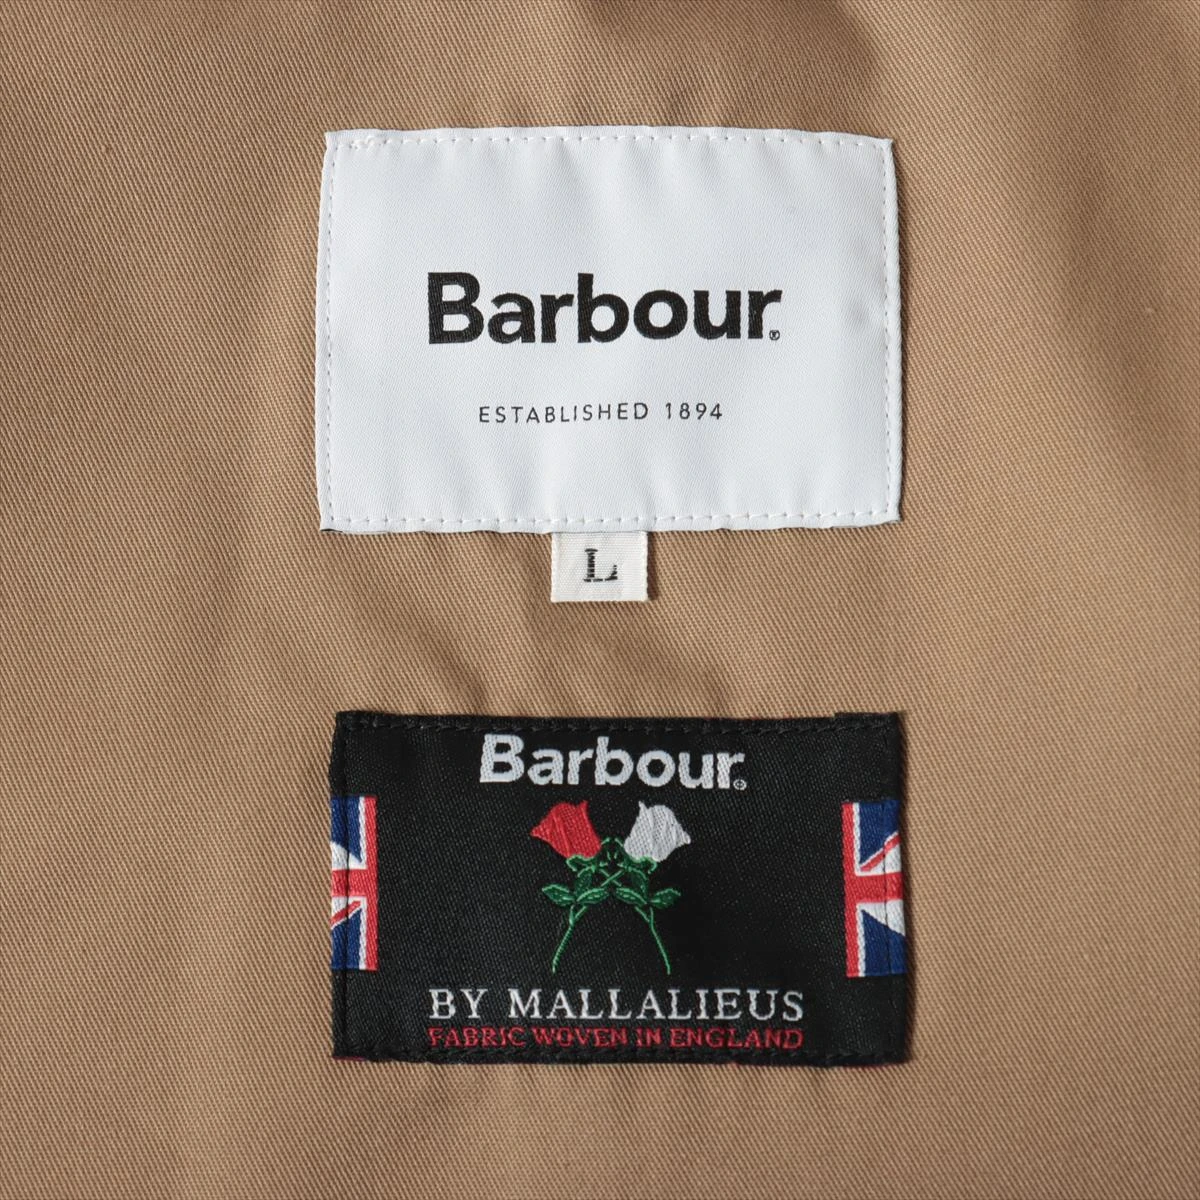 Barbour®
ESTABLISHED 1894
L
Barbour®
BY MALLALIEUS
FABRIC WOVEN IN ENGLAND